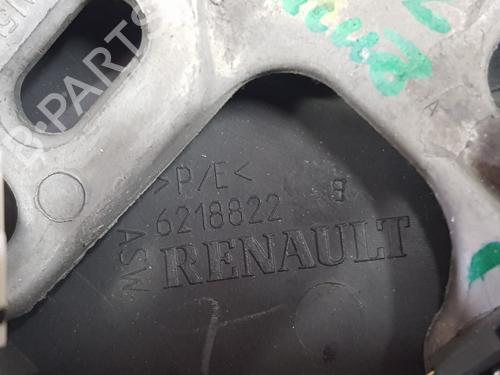 B-PARTS
>P/E<
6218822 B
ASW
RENAULT
A